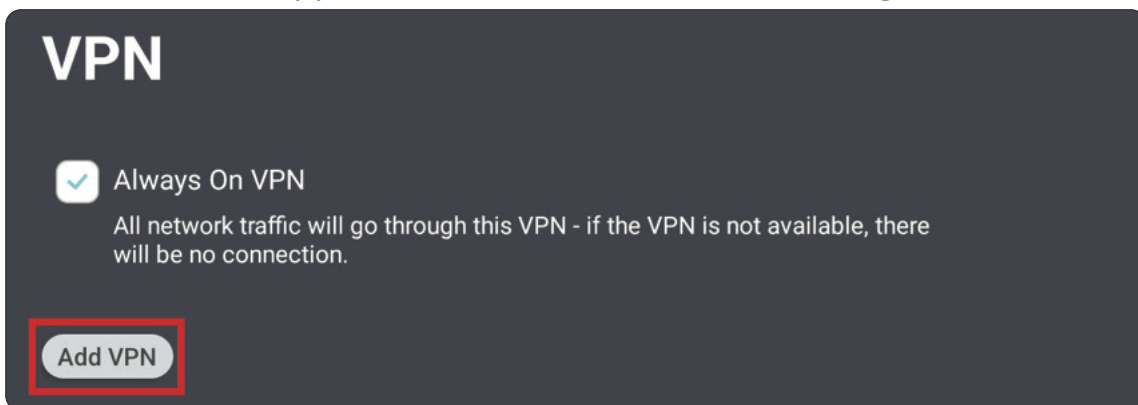 VPN
Always On VPN
All network traffic will go through this VPN - if the VPN is not available, there
will be no connection.
Add VPN